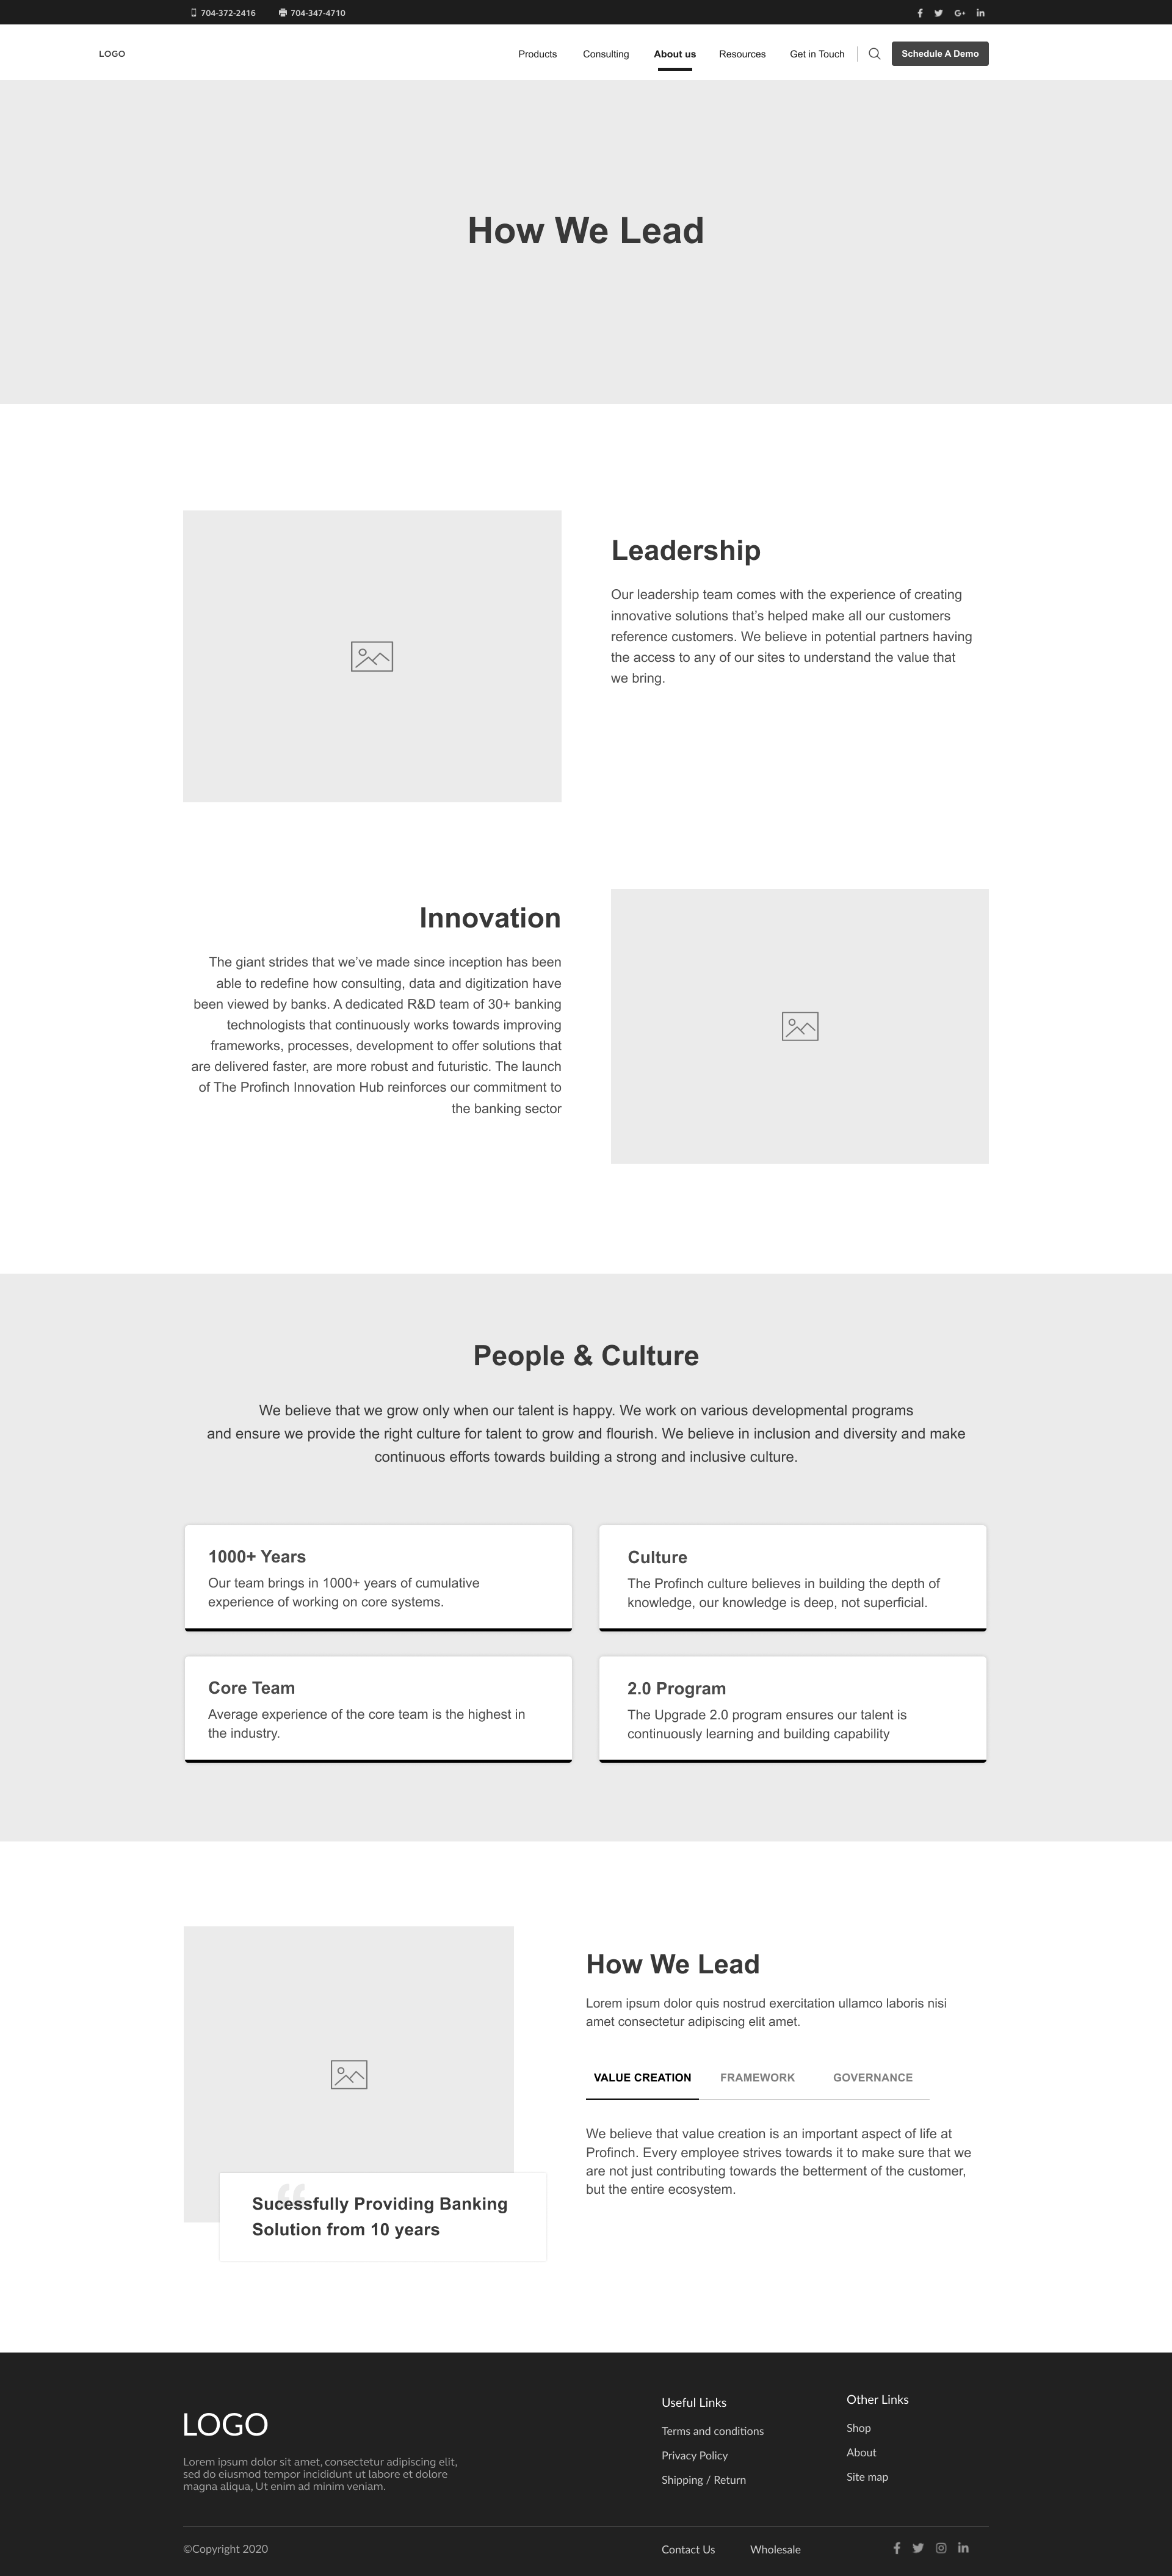 704-372-2416 704-347-4710
LOGO
Products Consulting About us Resources Get in Touch Schedule A Demo
How We Lead
Leadership
Our leadership team comes with the experience of creating
innovative solutions that’s helped make all our customers
reference customers. We believe in potential partners having
the access to any of our sites to understand the value that
we bring.
Innovation
The giant strides that we’ve made since inception has been
able to redefine how consulting, data and digitization have
been viewed by banks. A dedicated R&D team of 30+ banking
technologists that continuously works towards improving
frameworks, processes, development to offer solutions that
are delivered faster, are more robust and futuristic. The launch
of The Profinch Innovation Hub reinforces our commitment to
the banking sector
People & Culture
We believe that we grow only when our talent is happy. We work on various developmental programs
and ensure we provide the right culture for talent to grow and flourish. We believe in inclusion and diversity and make
continuous efforts towards building a strong and inclusive culture.
1000+ Years
Our team brings in 1000+ years of cumulative
experience of working on core systems.
Culture
The Profinch culture believes in building the depth of
knowledge, our knowledge is deep, not superficial.
Core Team
Average experience of the core team is the highest in
the industry.
2.0 Program
The Upgrade 2.0 program ensures our talent is
continuously learning and building capability
How We Lead
Lorem ipsum dolor quis nostrud exercitation ullamco laboris nisi
amet consectetur adipiscing elit amet.
VALUE CREATION FRAMEWORK GOVERNANCE
We believe that value creation is an important aspect of life at
Profinch. Every employee strives towards it to make sure that we
are not just contributing towards the betterment of the customer,
but the entire ecosystem.
“
Sucessfully Providing Banking
Solution from 10 years
LOGO
Lorem ipsum dolor sit amet, consectetur adipiscing elit,
sed do eiusmod tempor incididunt ut labore et dolore
magna aliqua, Ut enim ad minim veniam.
Useful Links
Terms and conditions
Privacy Policy
Shipping / Return
Other Links
Shop
About
Site map
©Copyright 2020
Contact Us Wholesale